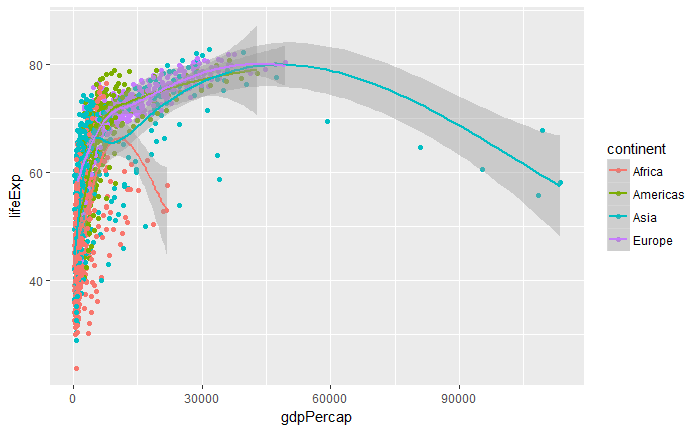 80
60
40
lifeExp
0
30000
60000
90000
gdpPercap
continent
Africa
Americas
Asia
Europe